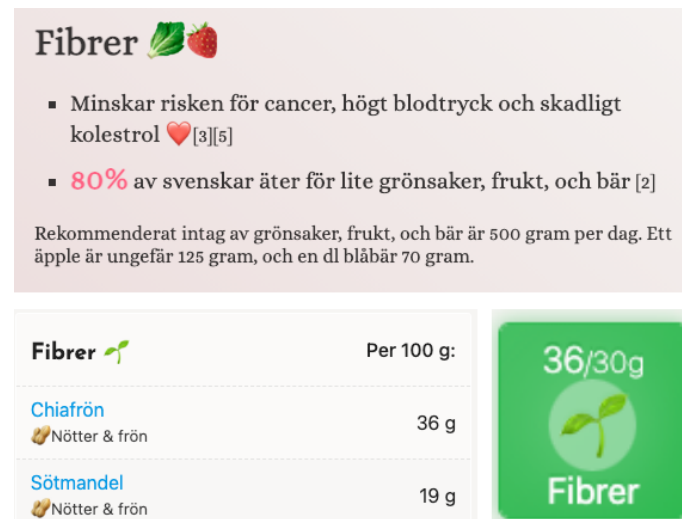 Fibrer 🥬🍓
▪ Minskar risken för cancer, högt blodtryck och skadligt
kolestrol ❤️[3][5]
▪ 80% av svenskar äter för lite grönsaker, frukt, och bär [2]
Rekommenderat intag av grönsaker, frukt, och bär är 500 gram per dag. Ett
äpple är ungefär 125 gram, och en dl blåbär 70 gram.
Fibrer 🌱 Per 100 g:
Chiafrön
🥜Nötter & frön
36 g
Sötmandel
🥜Nötter & frön
19 g
36/30g
Fibrer